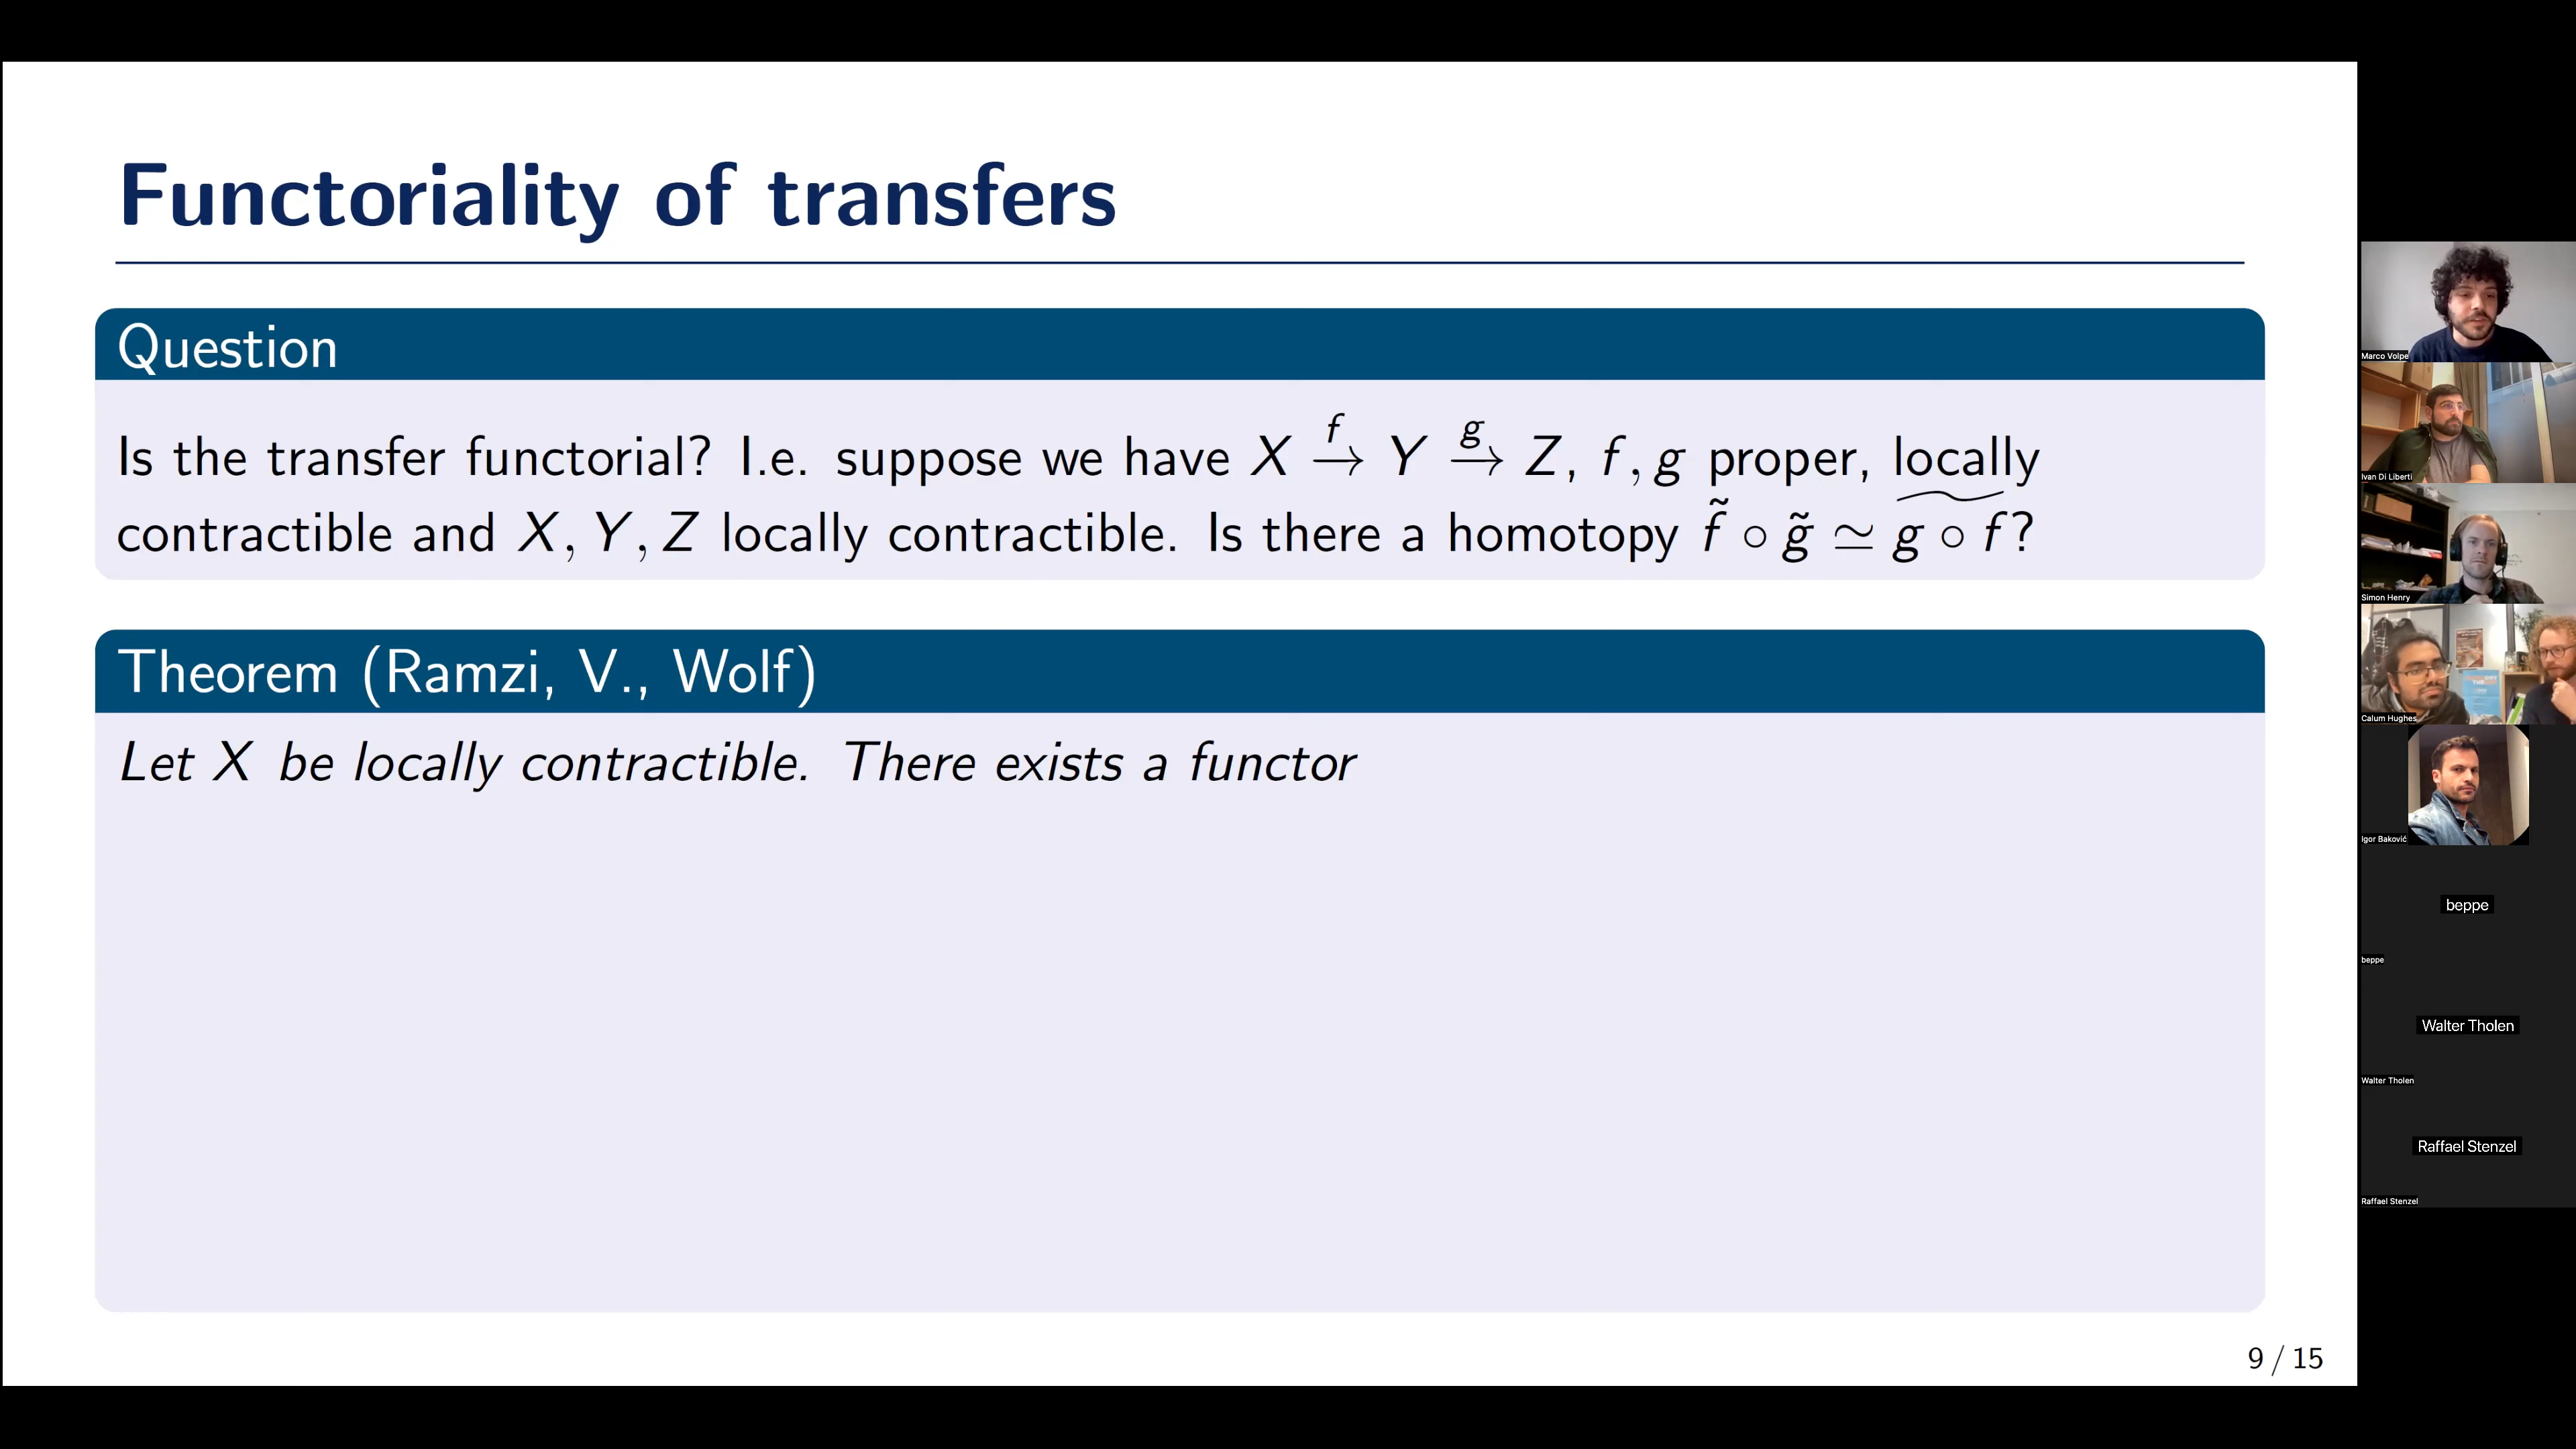 Functoriality of transfers
Question
Is the transfer functorial? I.e. suppose we have X →^f Y →^g Z, f, g proper, locally
contractible and X, Y, Z locally contractible. Is there a homotopy f̃ ∘ g̃ ≃ \widetilde{g ∘ f}?
Theorem (Ramzi, V., Wolf)
Let X be locally contractible. There exists a functor
9 / 15
Marco Volpe
Ivan Di Liberti
Simon Henry
Calum Hughes
Igor Baković
beppe
beppe
Walter Tholen
Walter Tholen
Raffael Stenzel
Raffael Stenzel